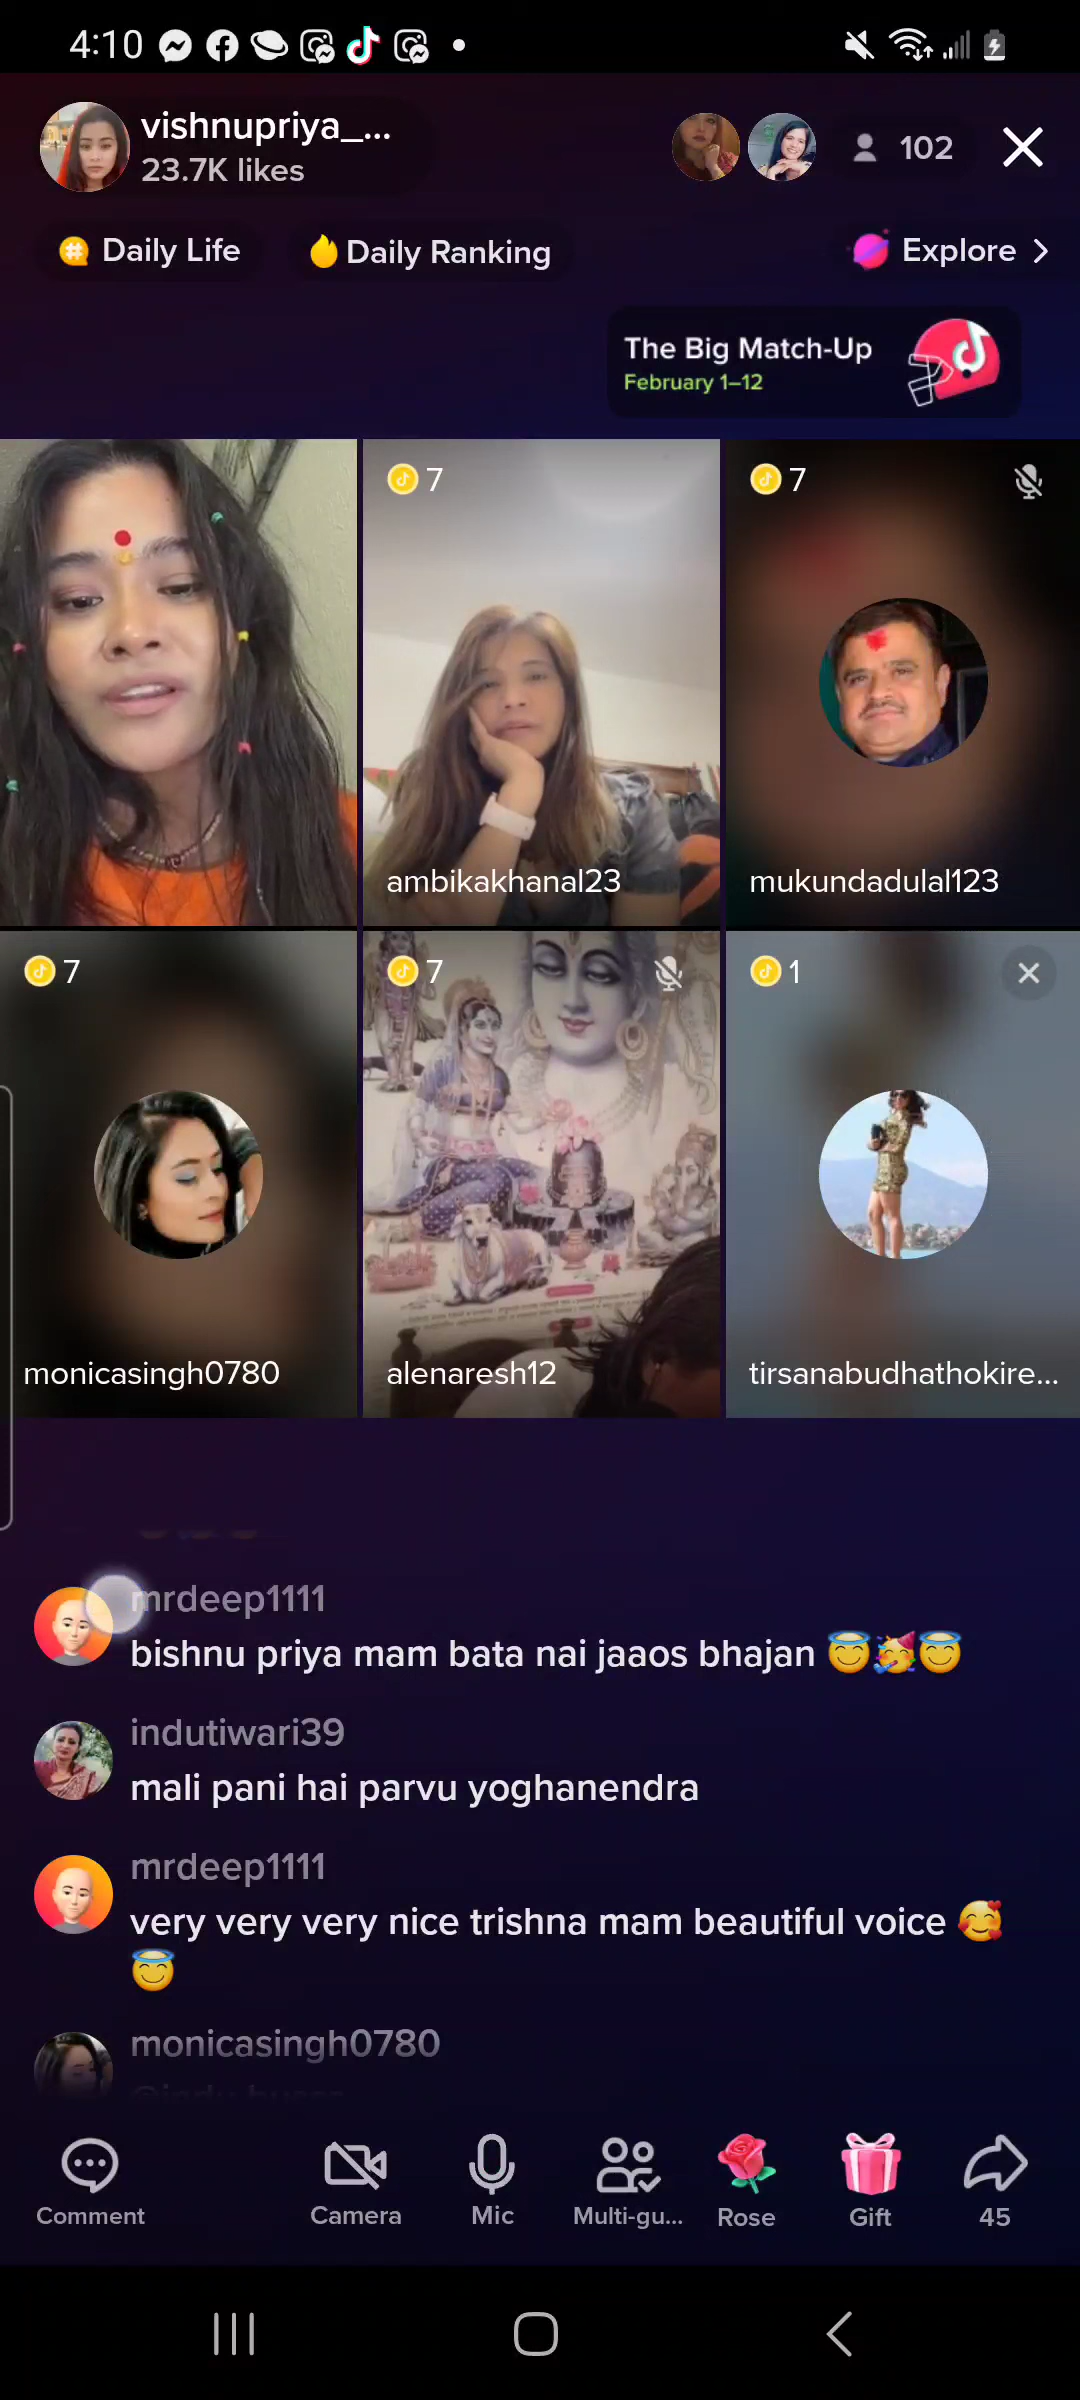 4:10
vishnupriya_...
23.7K likes
102
Daily Life
Daily Ranking
Explore
The Big Match-Up
February 1–12
7
7
ambikakhanal23
mukundadulal123
7
7
1
monicasingh0780
alenaresh12
tirsanabudhathokire...
mrdeep1111
bishnu priya mam bata nai jaaos bhajan 😇🥳😇
indutiwari39
mali pani hai parvu yoghanendra
mrdeep1111
very very very nice trishna mam beautiful voice 🥰
😇
monicasingh0780
Comment
Camera
Mic
Multi-gu...
Rose
Gift
45